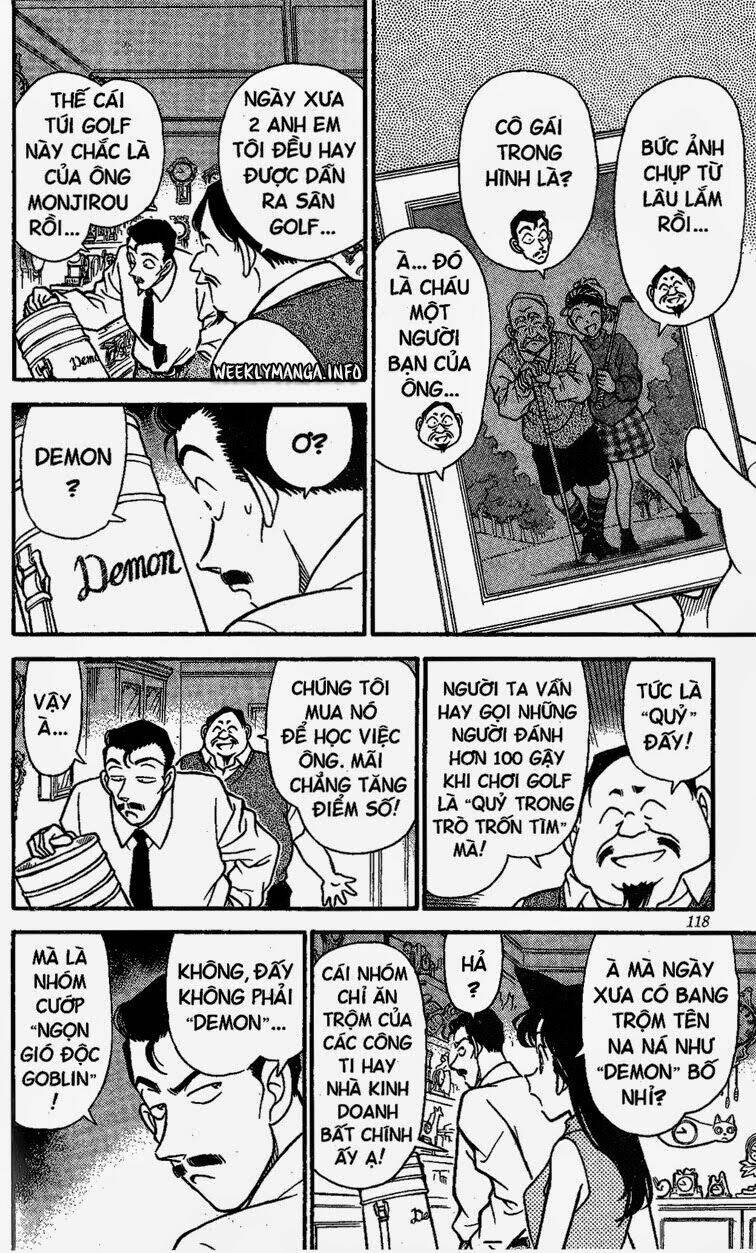 BỨC ẢNH
CHỤP TỪ
LÂU LẮM
RỒI...
CÔ GÁI
TRONG
HÌNH LÀ?
À... ĐÓ
LÀ CHÁU
MỘT
NGƯỜI
BẠN CỦA
ÔNG...
NGÀY XƯA
2 ANH EM
TÔI ĐỀU HAY
ĐƯỢC DẪN
RA SÂN
GOLF...
THẾ CÁI
TÚI GOLF
NÀY CHẮC LÀ
CỦA ÔNG
MONJIROU
RỒI...
Demo
WEEKLYMANGA.INFO
Ơ?
DEMON
?
Demon
TỨC LÀ
“QUỶ”
ĐẤY!
NGƯỜI TA VẪN
HAY GỌI NHỮNG
NGƯỜI ĐÁNH
HƠN 100 GẬY
KHI CHƠI GOLF
LÀ “QUỶ TRONG
TRÒ TRỐN TÌM”
MÀ!
CHÚNG TÔI
MUA NÓ
ĐỂ HỌC VIỆC
ÔNG. MÃI
CHẲNG TĂNG
ĐIỂM SỐ!
VẬY
À...
118
À MÀ NGÀY
XƯA CÓ BANG
TRỘM TÊN
NA NÁ NHƯ
“DEMON” BỐ
NHỈ?
HẢ
?
CÁI NHÓM
CHỈ ĂN
TRỘM CỦA
CÁC CÔNG
TI HAY
NHÀ KINH
DOANH
BẤT CHÍNH
ẤY Ạ!
Dem
KHÔNG, ĐẤY
KHÔNG PHẢI
“DEMON”...
MÀ LÀ
NHÓM
CƯỚP
“NGỌN
GIÓ ĐỘC
GOBLIN”
!